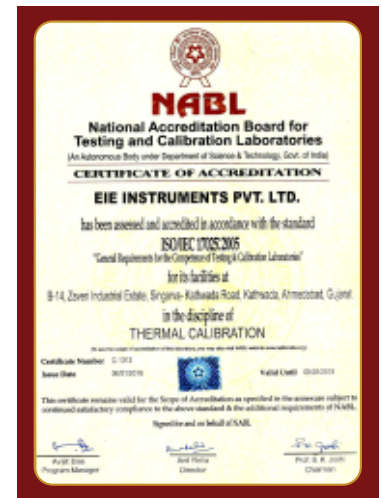 NABL
National Accreditation Board for
Testing and Calibration Laboratories
(An Autonomous Body under Department of Science & Technology, Govt. of India)
CERTIFICATE OF ACCREDITATION
EIE INSTRUMENTS PVT. LTD.
has been assessed and accredited in accordance with the standard
ISO/IEC 17025:2005
"General Requirements for the Competence of Testing & Calibration Laboratories"
for its facilities at
B-14, Zaveri Industrial Estate, Singarva- Kathwada Road, Kathwada, Ahmedabad, Gujarat
in the discipline of
THERMAL CALIBRATION
Certificate Number
Issue Date
Valid Until
This certificate remains valid for the Scope of Accreditation as specified in the annexure subject to
continued satisfactory compliance to the above standard & the additional requirements of NABL.
Signed for and on behalf of NABL
Avijit Das
Program Manager
Anil Relia
Director
Prof. S. K. Joshi
Chairman